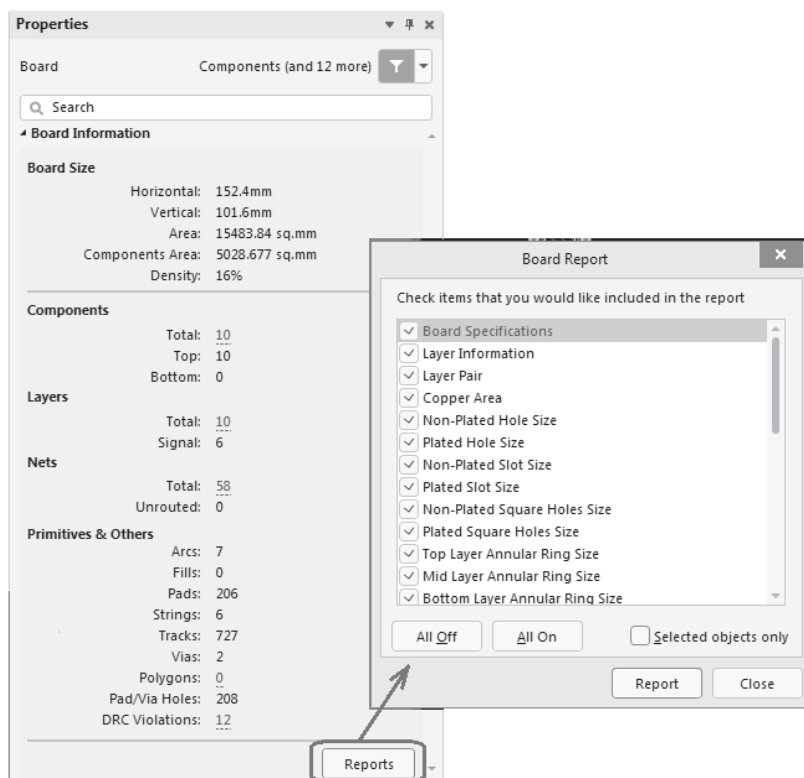 Properties
Board Components (and 12 more)
Search
Board Information
Board Size
Horizontal: 152.4mm
Vertical: 101.6mm
Area: 15483.84 sq.mm
Components Area: 5028.677 sq.mm
Density: 16%
Components
Total: 10
Top: 10
Bottom: 0
Layers
Total: 10
Signal: 6
Nets
Total: 58
Unrouted: 0
Primitives & Others
Arcs: 7
Fills: 0
Pads: 206
Strings: 6
Tracks: 727
Vias: 2
Polygons: 0
Pad/Via Holes: 208
DRC Violations: 12
Reports
Board Report
Check items that you would like included in the report
Board Specifications
Layer Information
Layer Pair
Copper Area
Non-Plated Hole Size
Plated Hole Size
Non-Plated Slot Size
Plated Slot Size
Non-Plated Square Holes Size
Plated Square Holes Size
Top Layer Annular Ring Size
Mid Layer Annular Ring Size
Bottom Layer Annular Ring Size
All Off All On Selected objects only
Report Close